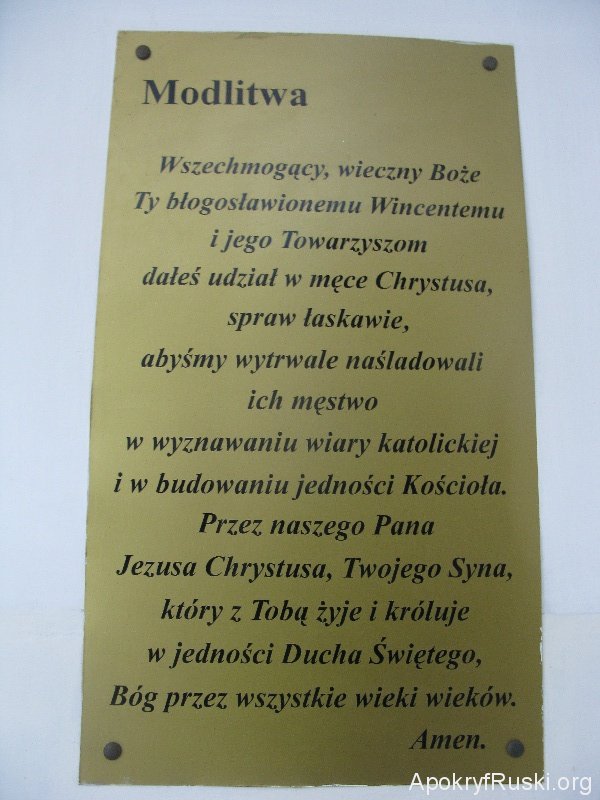 Modlitwa
Wszechmogący, wieczny Boże
Ty błogosławionemu Wincentemu
i jego Towarzyszom
dałeś udział w męce Chrystusa,
spraw łaskawie,
abyśmy wytrwale naśladowali
ich męstwo
w wyznawaniu wiary katolickiej
i w budowaniu jedności Kościoła.
Przez naszego Pana
Jezusa Chrystusa, Twojego Syna,
który z Tobą żyje i króluje
w jedności Ducha Świętego,
Bóg przez wszystkie wieki wieków.
Amen.
ApokryfRuski.org